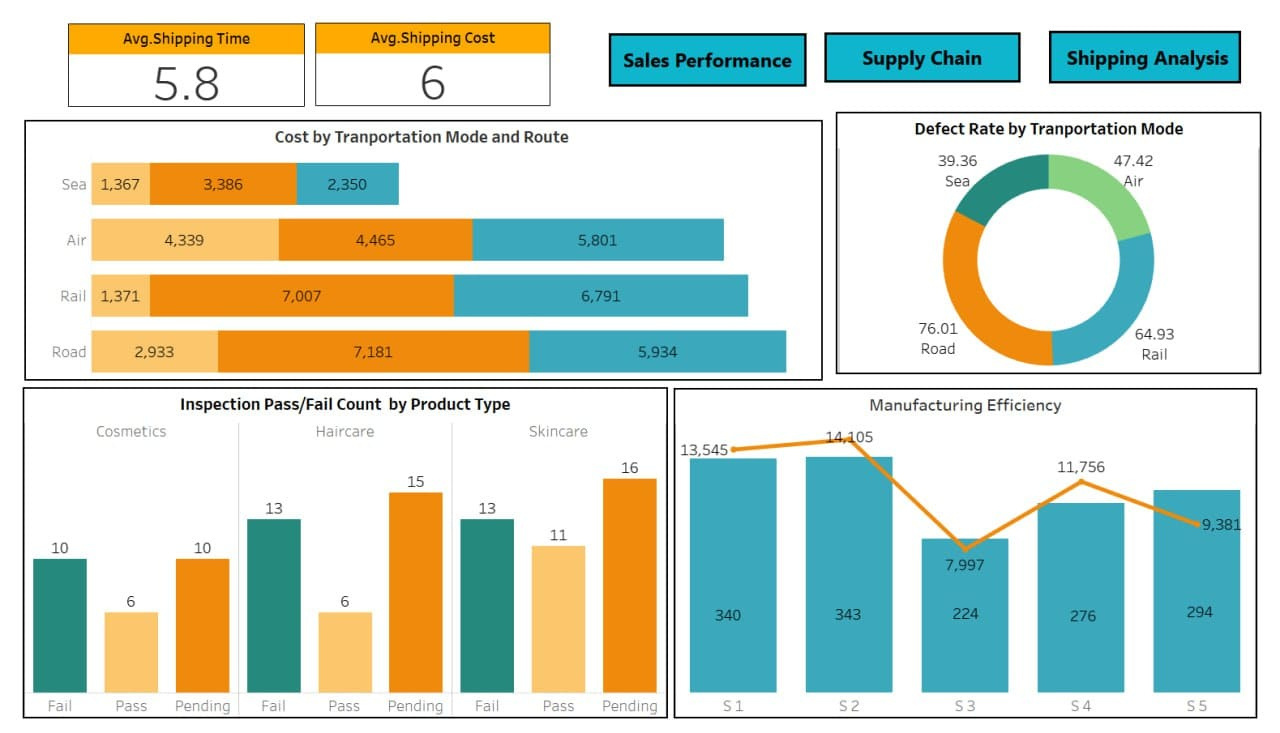 Avg.Shipping Time
5.8
Avg.Shipping Cost
6
Sales Performance
Supply Chain
Shipping Analysis
Cost by Tranportation Mode and Route
Sea 1,367 3,386 2,350
Air 4,339 4,465 5,801
Rail 1,371 7,007 6,791
Road 2,933 7,181 5,934
Defect Rate by Tranportation Mode
39.36
Sea
47.42
Air
76.01
Road
64.93
Rail
Inspection Pass/Fail Count by Product Type
Cosmetics Haircare Skincare
10 6 10 13 6 15 13 11 16
Fail Pass Pending Fail Pass Pending Fail Pass Pending
Manufacturing Efficiency
13,545 14,105 7,997 11,756 9,381
340 343 224 276 294
S 1 S 2 S 3 S 4 S 5